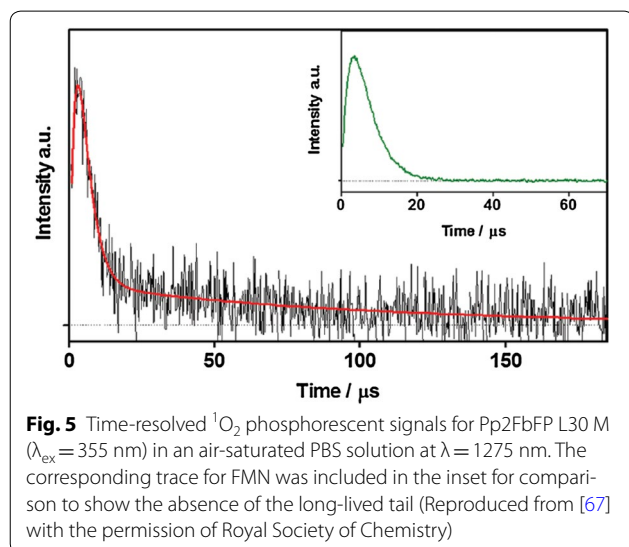 Intensity a.u.
Intensity a.u.
0
20
40
60
Time / μs
0
50
100
150
Time / μs
Fig. 5 Time-resolved ¹O₂ phosphorescent signals for Pp2FbFP L30 M
(λex = 355 nm) in an air-saturated PBS solution at λ = 1275 nm. The
corresponding trace for FMN was included in the inset for compari-
son to show the absence of the long-lived tail (Reproduced from [67]
with the permission of Royal Society of Chemistry)